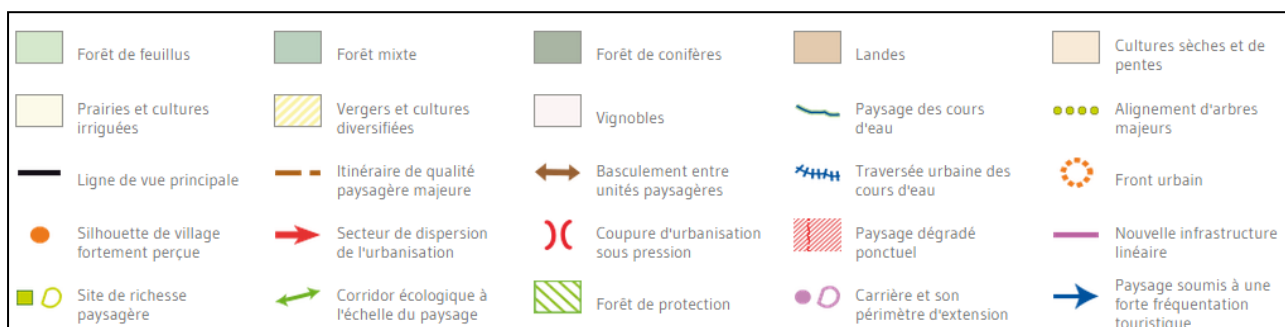 Forêt de feuillus
Forêt mixte
Forêt de conifères
Landes
Cultures sèches et de
pentes
Prairies et cultures
irriguées
Vergers et cultures
diversifiées
Vignobles
Paysage des cours
d'eau
Alignement d'arbres
majeurs
Ligne de vue principale
Itinéraire de qualité
paysagère majeure
Basculement entre
unités paysagères
Traversée urbaine des
cours d'eau
Front urbain
Silhouette de village
fortement perçue
Secteur de dispersion
de l'urbanisation
Coupure d'urbanisation
sous pression
Paysage dégradé
ponctuel
Nouvelle infrastructure
linéaire
Site de richesse
paysagère
Corridor écologique à
l'échelle du paysage
Forêt de protection
Carrière et son
périmètre d'extension
Paysage soumis à une
forte fréquentation
touristique